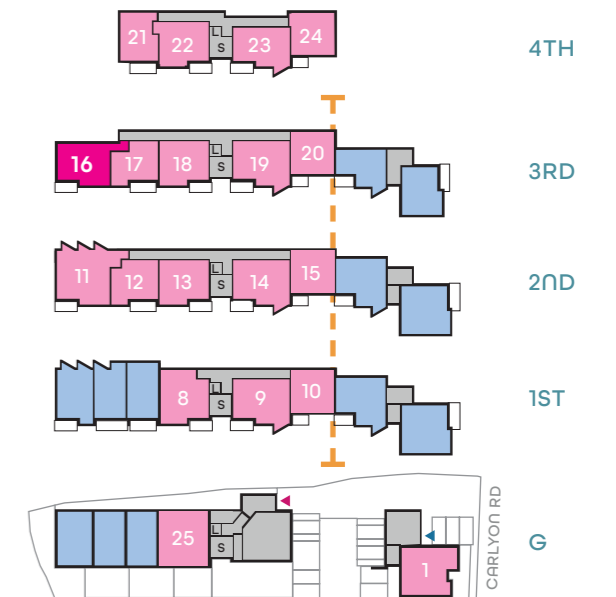 21 22 L S 23 24 4TH
16 17 18 L S 19 20 3RD
11 12 13 L S 14 15 2ND
8 L S 9 10 1ST
25 L S 1 G
CARLYON RD